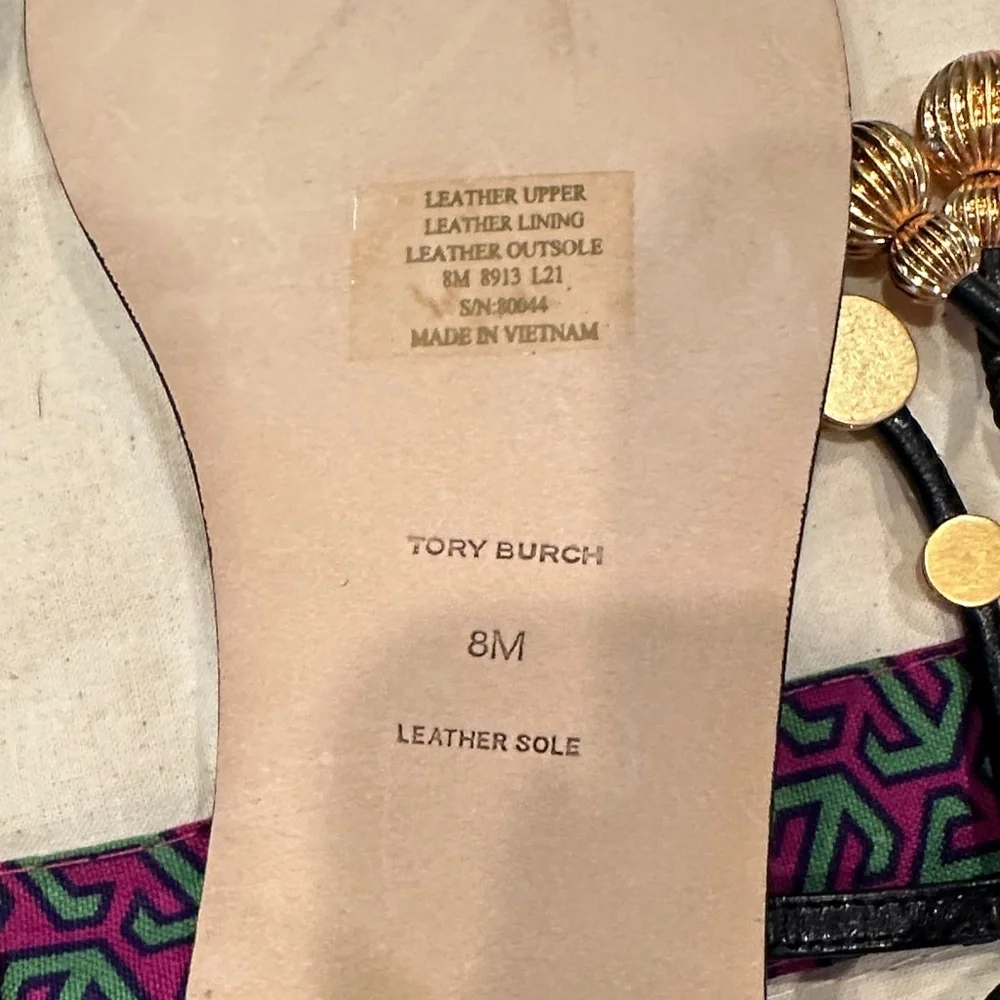 LEATHER UPPER
LEATHER LINING
LEATHER OUTSOLE
8M 8913 L21
S/N:80044
MADE IN VIETNAM
TORY BURCH
8M
LEATHER SOLE